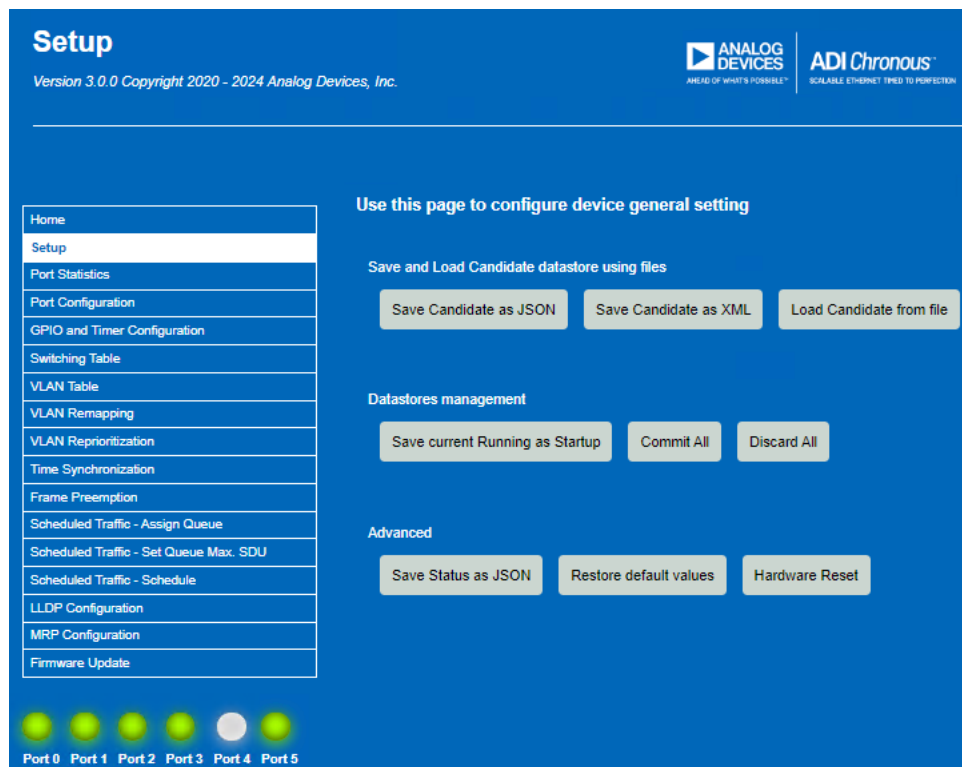 Setup
Version 3.0.0 Copyright 2020 - 2024 Analog Devices, Inc.
ANALOG
DEVICES
AHEAD OF WHAT'S POSSIBLE™
ADI Chronous™
SCALABLE ETHERNET TIMED TO PERFECTION
Home
Setup
Port Statistics
Port Configuration
GPIO and Timer Configuration
Switching Table
VLAN Table
VLAN Remapping
VLAN Reprioritization
Time Synchronization
Frame Preemption
Scheduled Traffic - Assign Queue
Scheduled Traffic - Set Queue Max. SDU
Scheduled Traffic - Schedule
LLDP Configuration
MRP Configuration
Firmware Update
Port 0 Port 1 Port 2 Port 3 Port 4 Port 5
Use this page to configure device general setting
Save and Load Candidate datastore using files
Save Candidate as JSON Save Candidate as XML Load Candidate from file
Datastores management
Save current Running as Startup Commit All Discard All
Advanced
Save Status as JSON Restore default values Hardware Reset